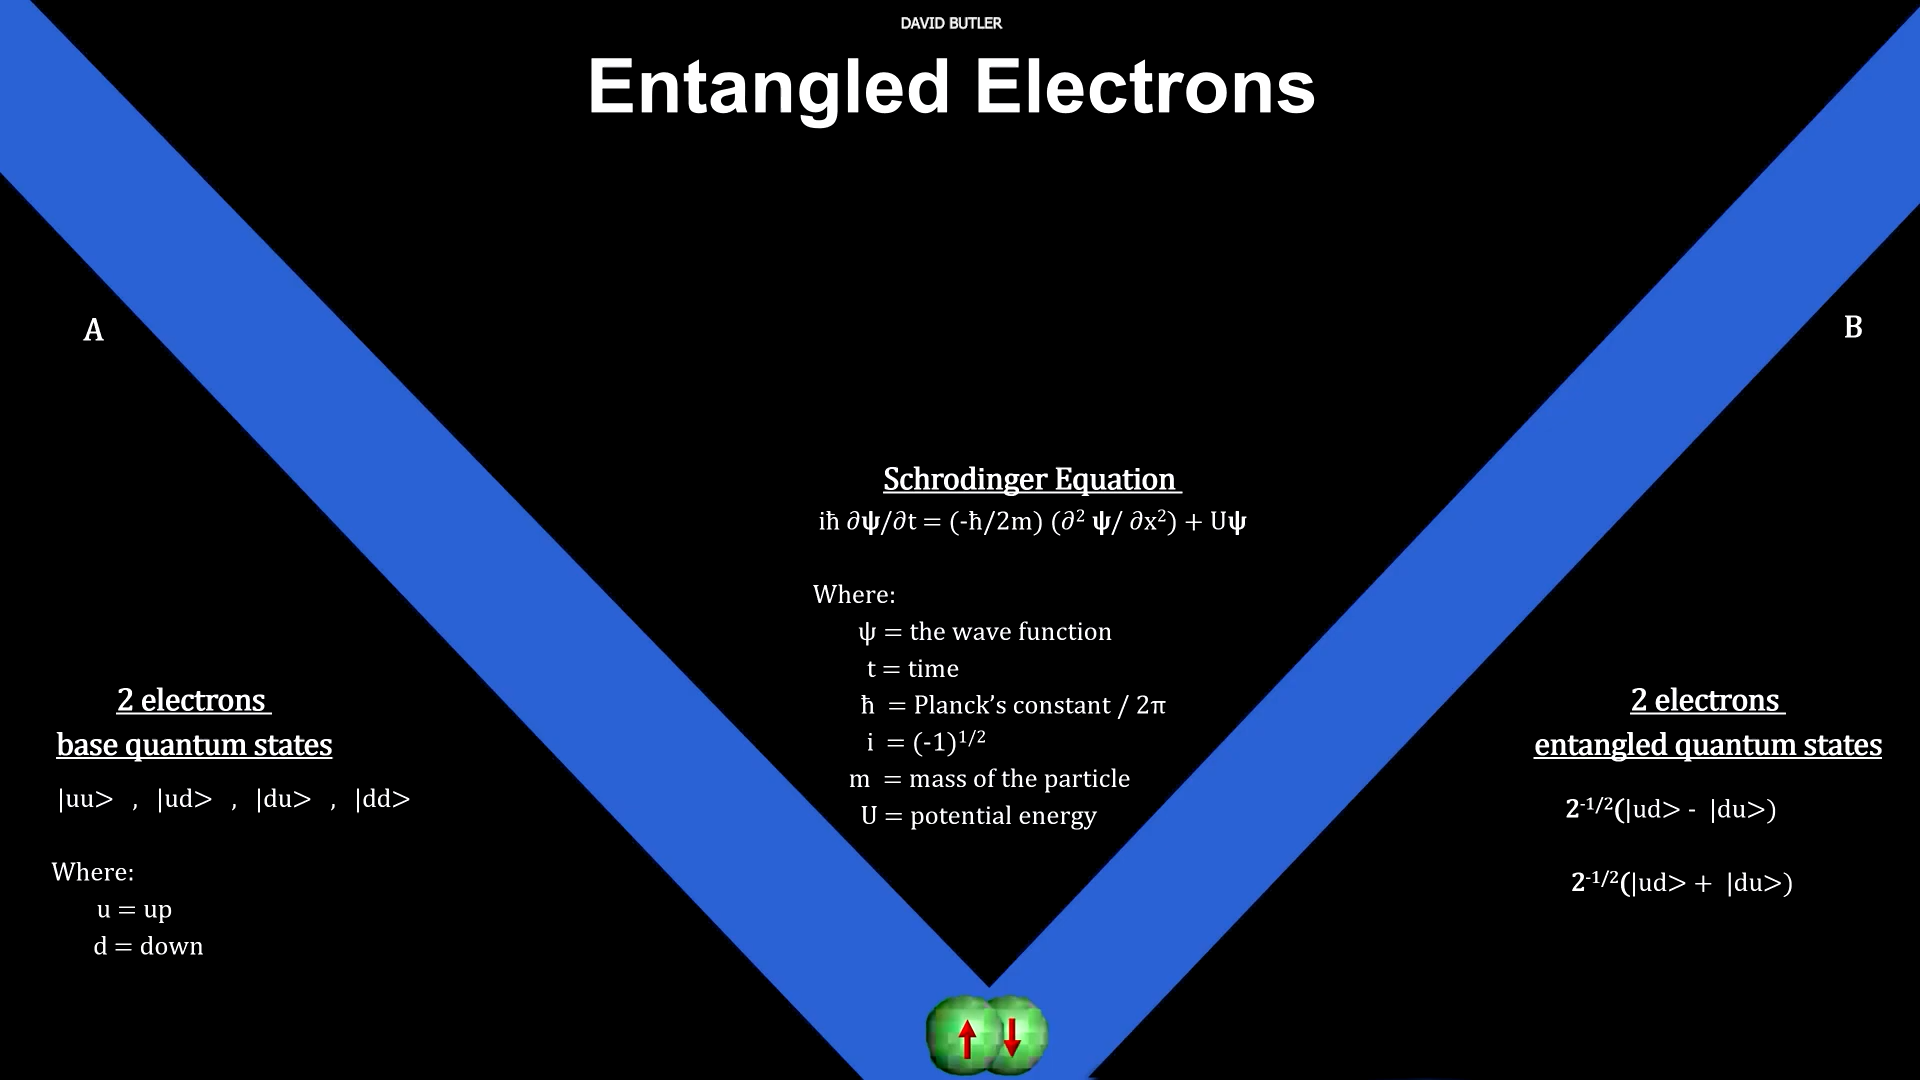 DAVID BUTLER
Entangled Electrons
A
B
Schrodinger Equation
iħ ∂ψ/∂t = (-ħ/2m) (∂² ψ/ ∂x²) + Uψ
Where:
ψ = the wave function
t = time
ħ = Planck’s constant / 2π
i = (-1)¹/²
m = mass of the particle
U = potential energy
2 electrons
base quantum states
|uu> , |ud> , |du> , |dd>
Where:
u = up
d = down
2 electrons
entangled quantum states
2⁻¹/²(|ud> - |du>)
2⁻¹/²(|ud> + |du>)